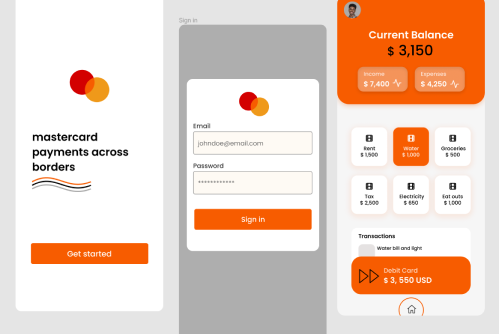 mastercard
payments across
borders
Get started
Sign in
Email
johndoe@email.com
Password
************
Sign in
Current Balance
$ 3,150
Income
$ 7,400
Expenses
$ 4,250
Rent
$ 1,500
Water
$ 1,000
Groceries
$ 500
Tax
$ 2,500
Electricity
$ 650
Eat outs
$ 1,000
Transactions
Water bill and light
Debit Card
$ 3, 550 USD